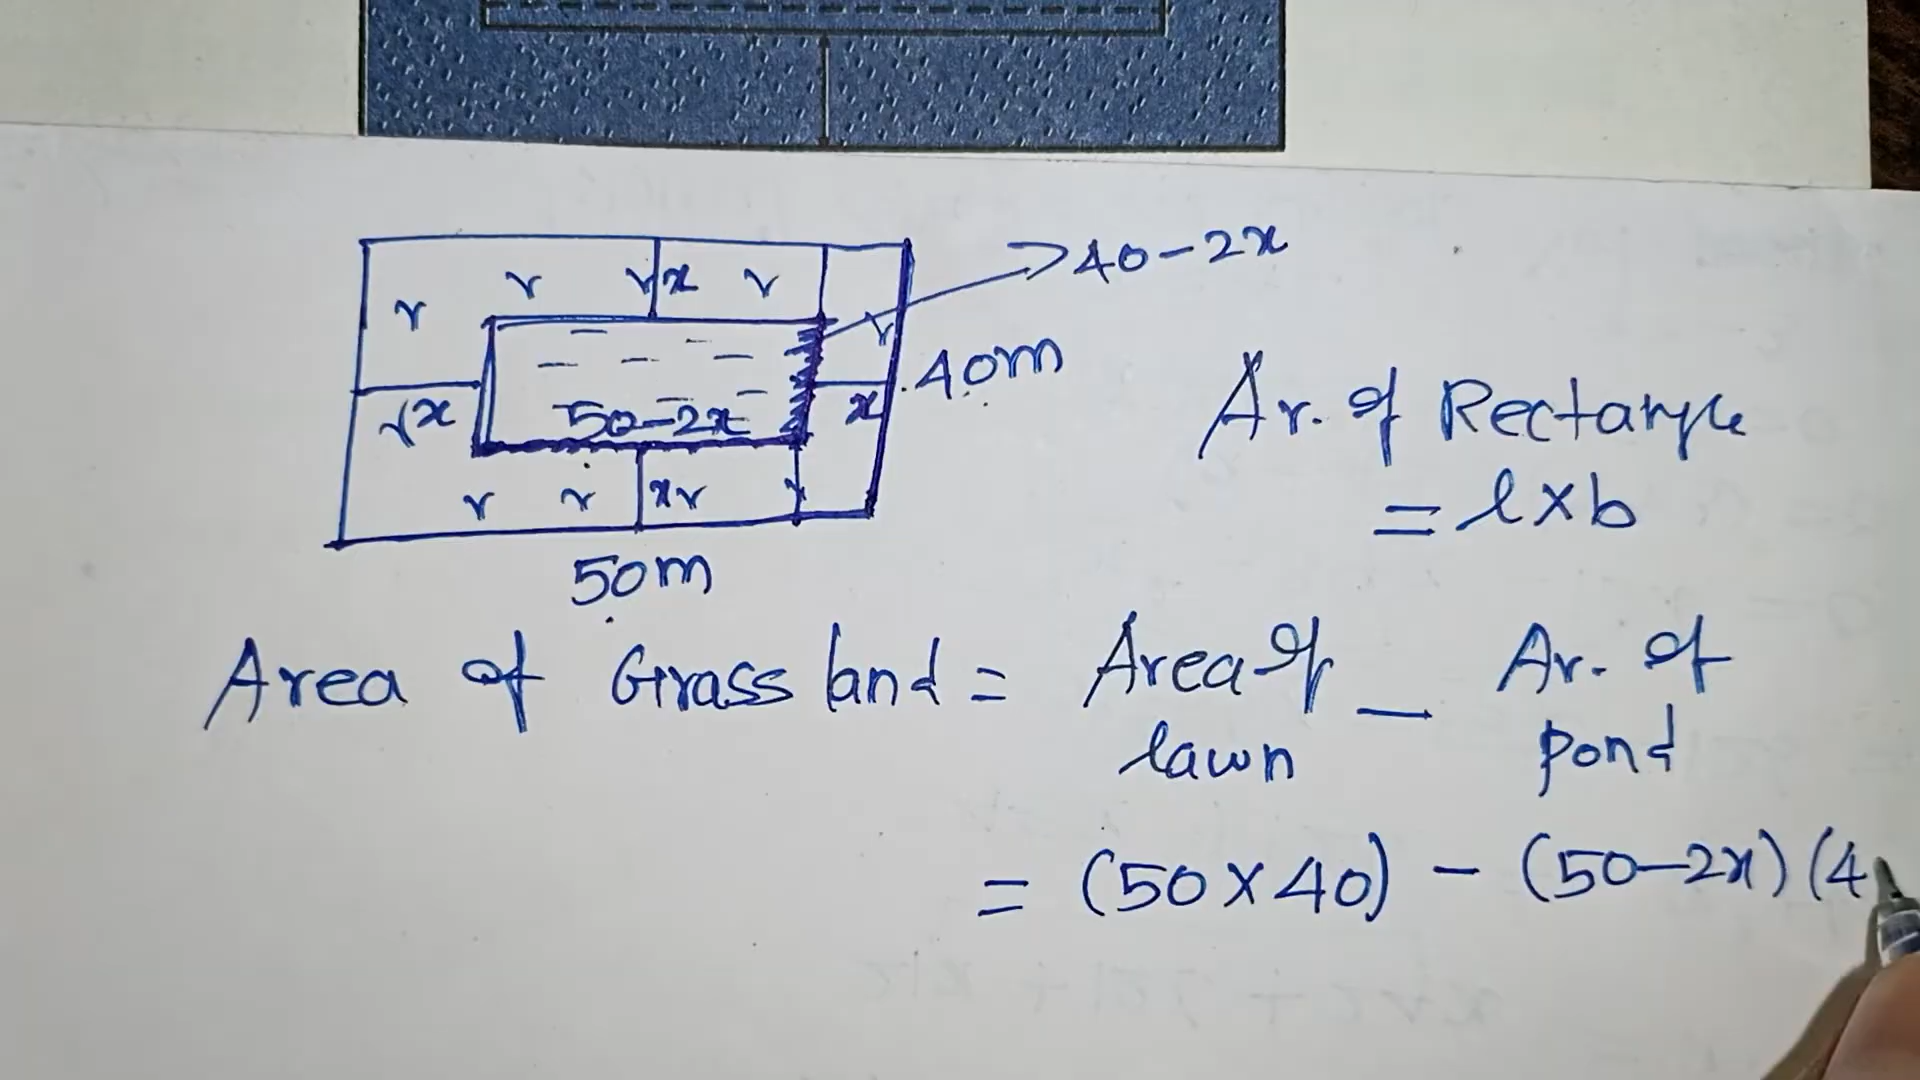 r r r x r
40-2x
r
r
40m
√x
50-2x
x
r r x r r
50m
Ar. of Rectangle
= l×b
Area of Grass land = Area of lawn - Ar. of pond
= (50×40) - (50-2x)(4